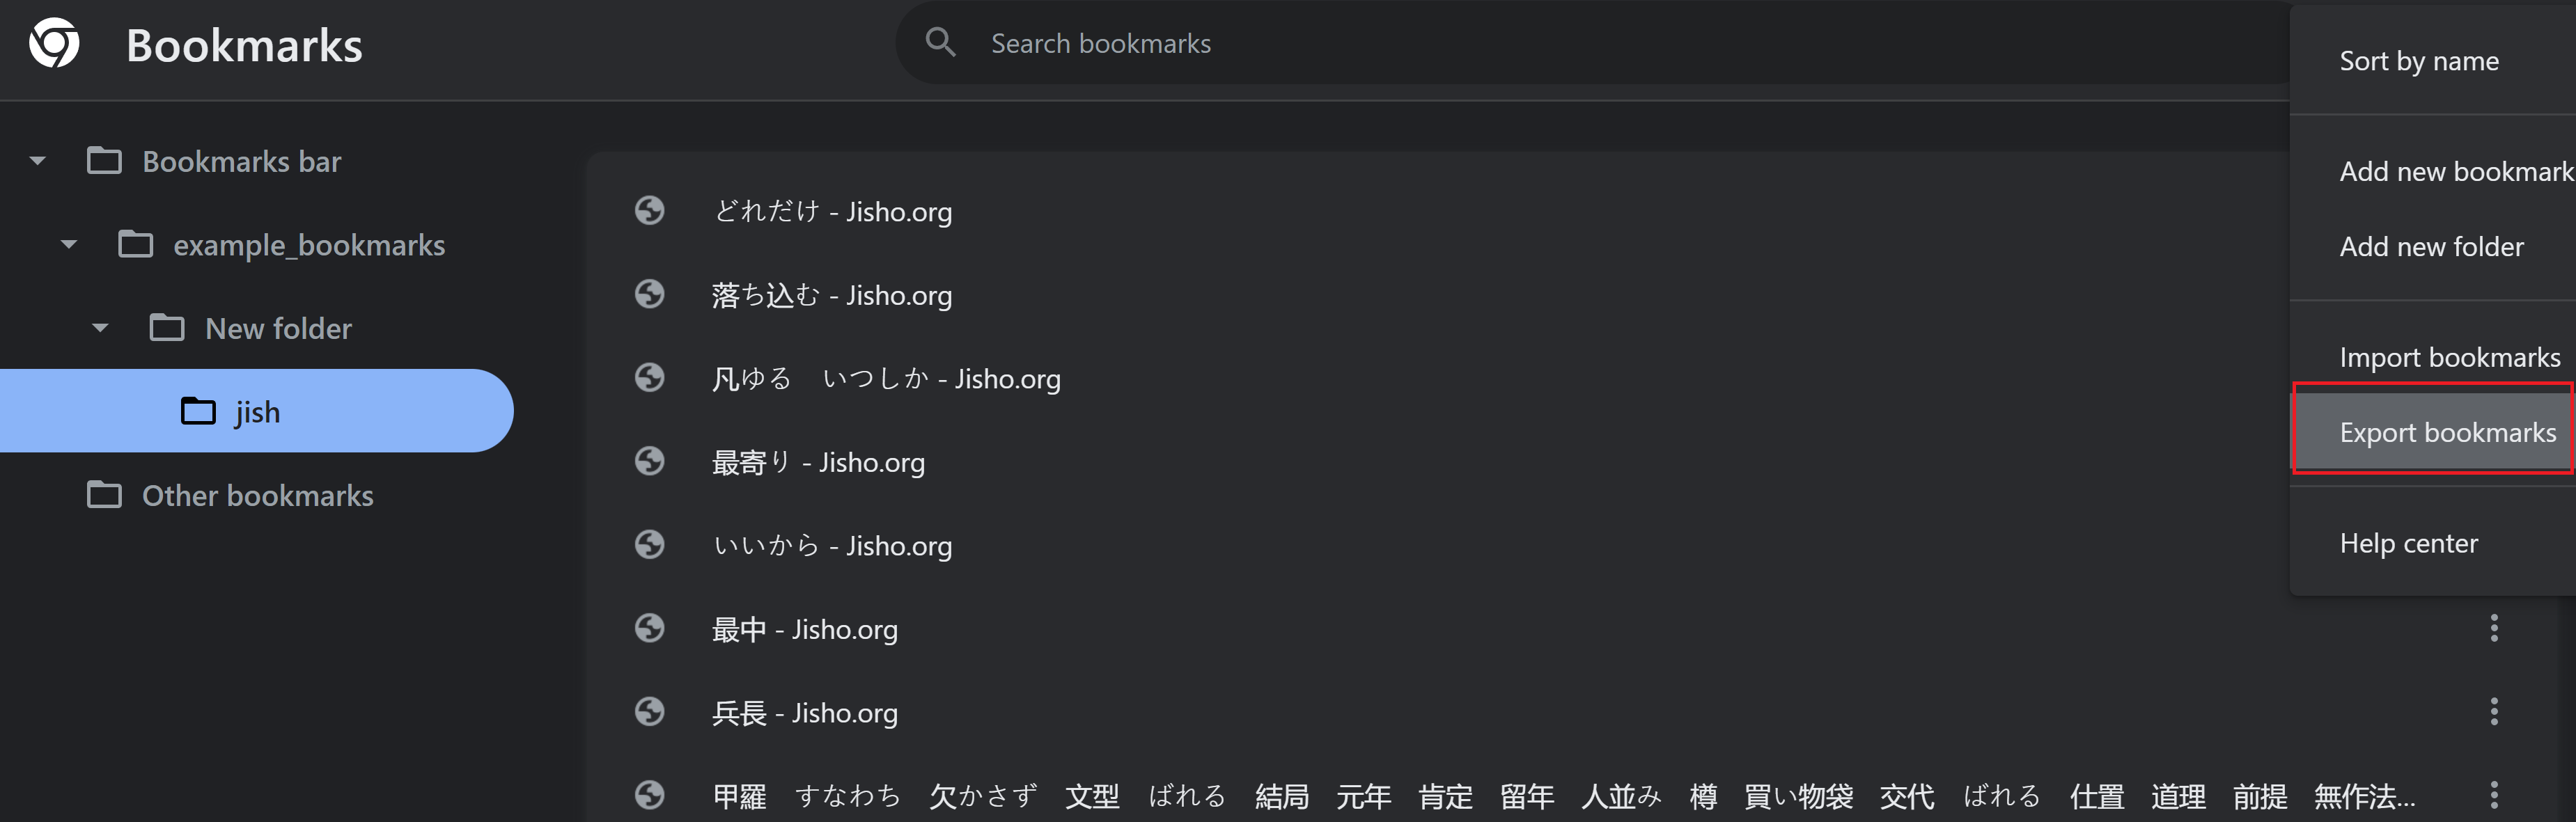 Bookmarks
Search bookmarks
Bookmarks bar
example_bookmarks
New folder
jish
Other bookmarks
どれだけ - Jisho.org
落ち込む - Jisho.org
凡ゆる　いつしか - Jisho.org
最寄り - Jisho.org
いいから - Jisho.org
最中 - Jisho.org
兵長 - Jisho.org
甲羅　すなわち　欠かさず　文型　ばれる　結局　元年　肯定　留年　人並み　樽　買い物袋　交代　ばれる　仕置　道理　前提　無作法...
Sort by name
Add new bookmark
Add new folder
Import bookmarks
Export bookmarks
Help center